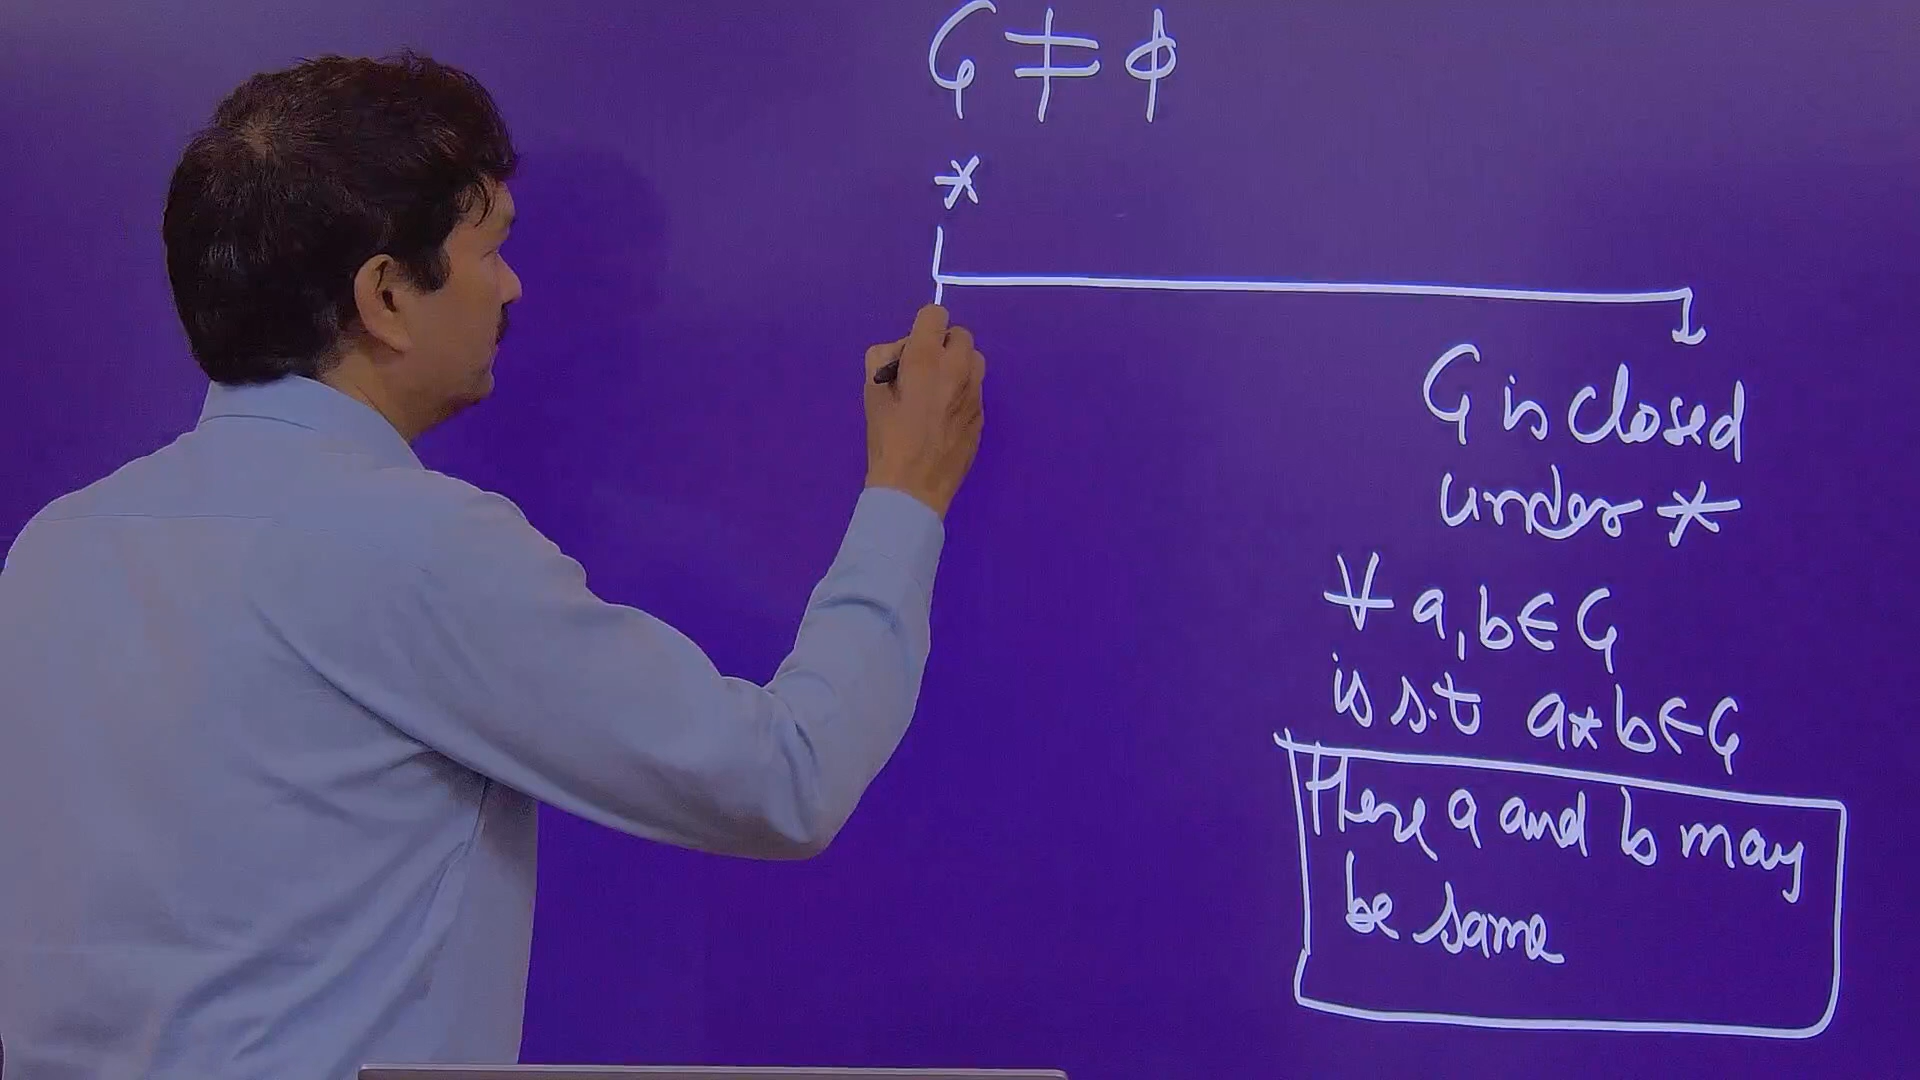 G ≠ ϕ
*
G is closed
under *
∀ a, b ∈ G
is s.t a * b ∈ G
Here a and b may
be same